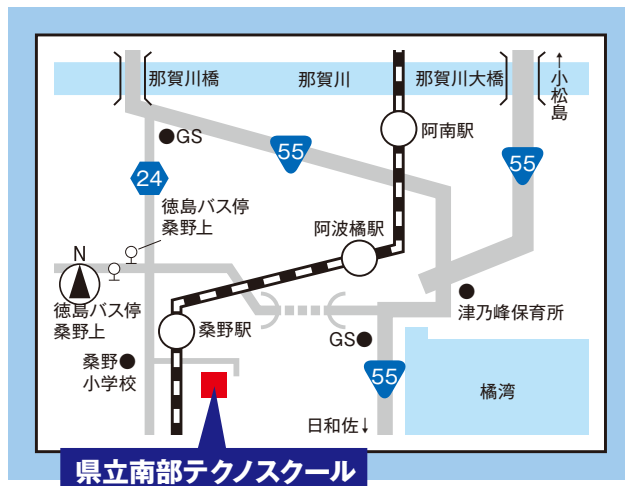 那賀川橋
那賀川
那賀川大橋
↑小松島
GS
55
阿南駅
55
24
徳島バス停
桑野上
阿波橘駅
N
徳島バス停
桑野上
津乃峰保育所
桑野駅
GS
桑野
小学校
55
橘湾
日和佐↓
県立南部テクノスクール